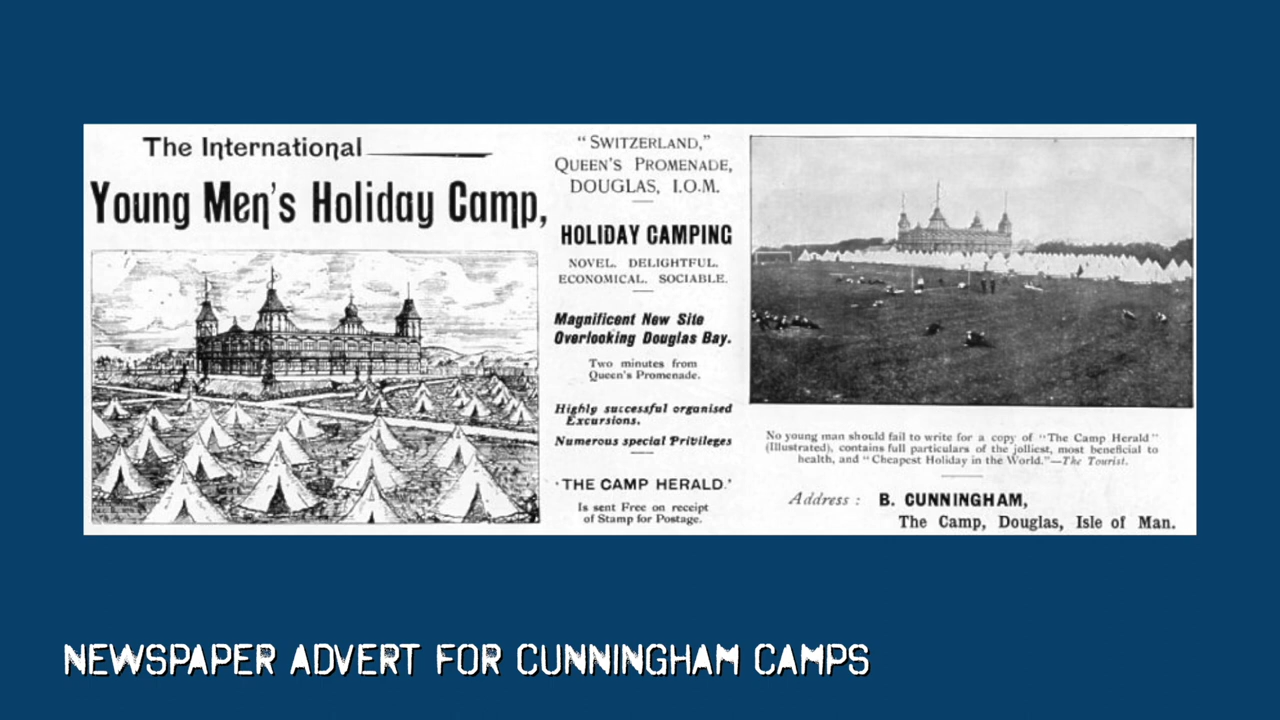 The International
Young Men's Holiday Camp,
"SWITZERLAND,"
QUEEN'S PROMENADE,
DOUGLAS, I.O.M.
HOLIDAY CAMPING
NOVEL. DELIGHTFUL.
ECONOMICAL. SOCIABLE.
Magnificent New Site
Overlooking Douglas Bay.
Two minutes from
Queen's Promenade.
Highly successful organised
Excursions.
Numerous special Privileges
'THE CAMP HERALD.'
Is sent Free on receipt
of Stamp for Postage.
No young man should fail to write for a copy of "The Camp Herald"
(Illustrated), contains full particulars of the jolliest, most beneficial to
health, and "Cheapest Holiday in the World."—The Tourist.
Address : B. CUNNINGHAM,
The Camp, Douglas, Isle of Man.
NEWSPAPER ADVERT FOR CUNNINGHAM CAMPS